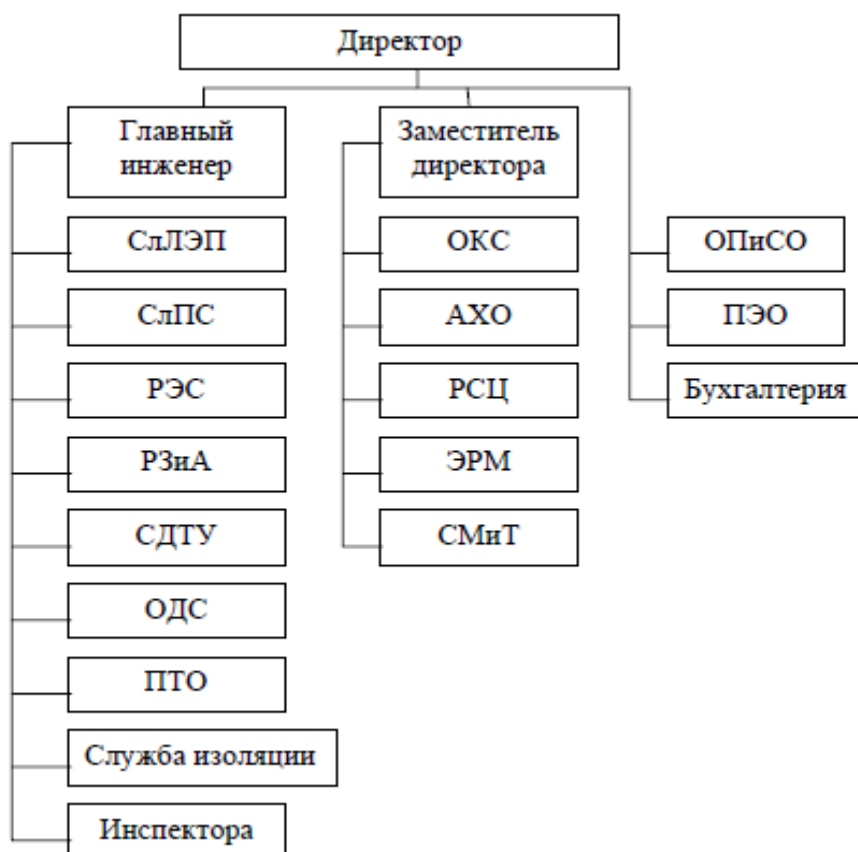 Директор
Главный
инженер
СлЛЭП
СлПС
РЭС
РЗиА
СДТУ
ОДС
ПТО
Служба изоляции
Инспектора
Заместитель
директора
ОКС
АХО
РСЦ
ЭРМ
СМиТ
ОПиСО
ПЭО
Бухгалтерия